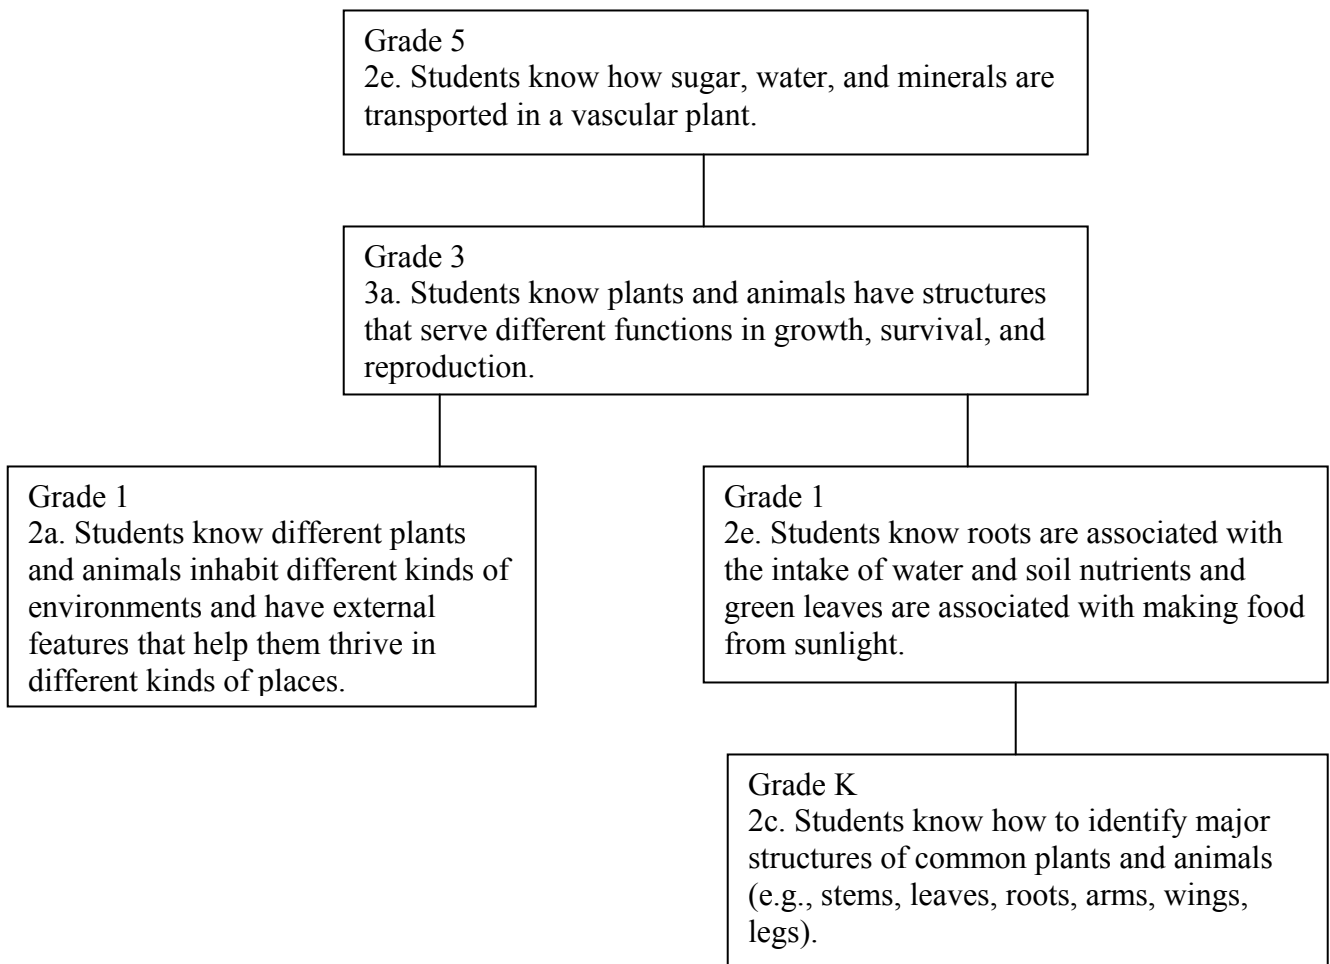 Grade 5
2e. Students know how sugar, water, and minerals are
transported in a vascular plant.
Grade 3
3a. Students know plants and animals have structures
that serve different functions in growth, survival, and
reproduction.
Grade 1
2a. Students know different plants
and animals inhabit different kinds of
environments and have external
features that help them thrive in
different kinds of places.
Grade 1
2e. Students know roots are associated with
the intake of water and soil nutrients and
green leaves are associated with making food
from sunlight.
Grade K
2c. Students know how to identify major
structures of common plants and animals
(e.g., stems, leaves, roots, arms, wings,
legs).